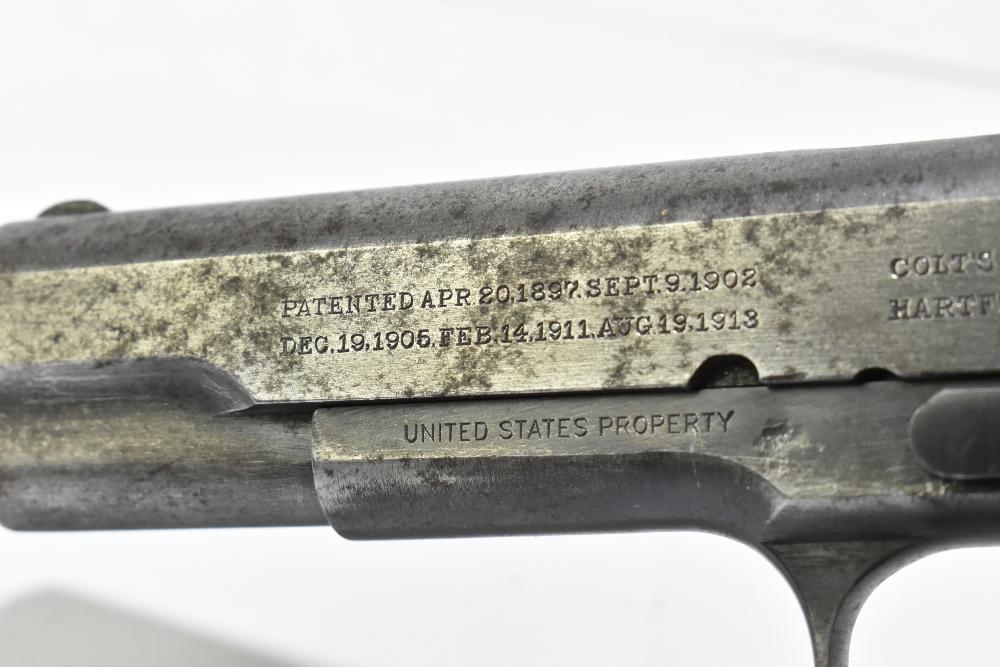 PATENTED APR 20,1897. SEPT. 9.1902
DEC. 19,1905. FEB. 14,1911. AUG. 19.1913
COLT'S
HARTF
UNITED STATES PROPERTY